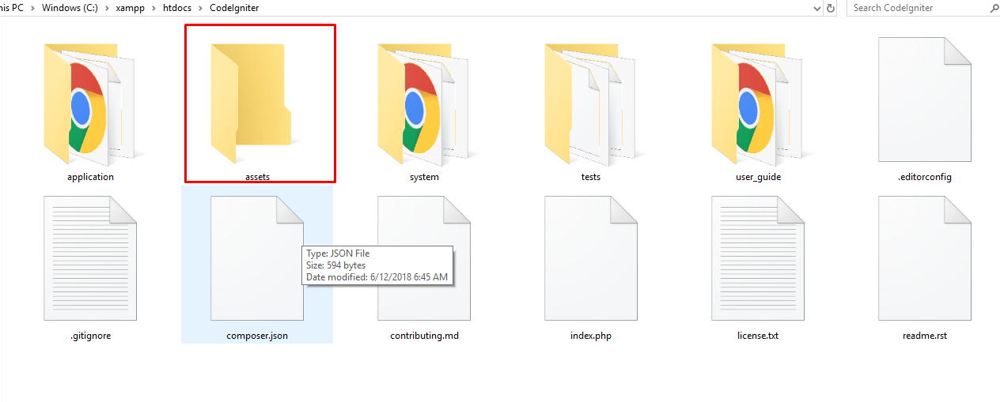 his PC > Windows (C:) > xampp > htdocs > CodeIgniter
Search CodeIgniter
application
assets
system
tests
user_guide
.editorconfig
Type: JSON File
Size: 594 bytes
Date modified: 6/12/2018 6:45 AM
.gitignore
composer.json
contributing.md
index.php
license.txt
readme.rst